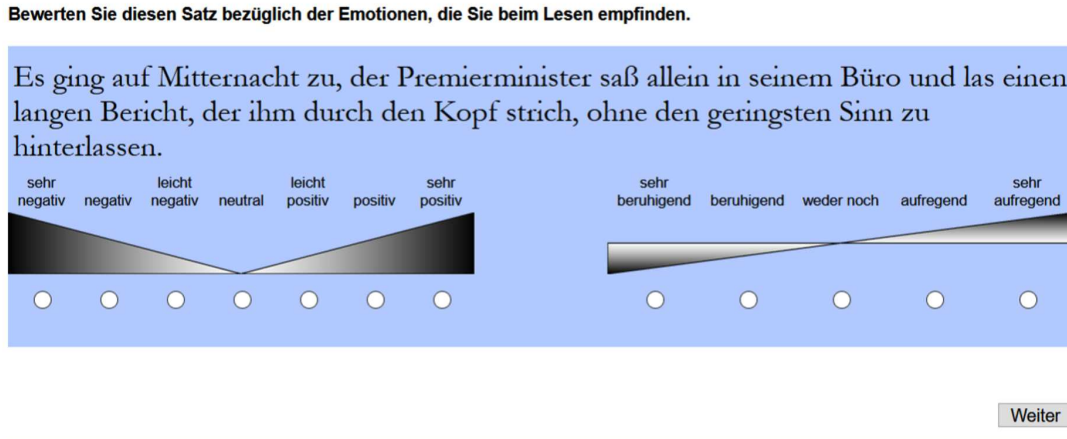 Bewerten Sie diesen Satz bezüglich der Emotionen, die Sie beim Lesen empfinden.
Es ging auf Mitternacht zu, der Premierminister saß allein in seinem Büro und las einen
langen Bericht, der ihm durch den Kopf strich, ohne den geringsten Sinn zu
hinterlassen.
sehr negativ negativ leicht negativ neutral leicht positiv positiv sehr positiv
sehr beruhigend beruhigend weder noch aufregend sehr aufregend
Weiter